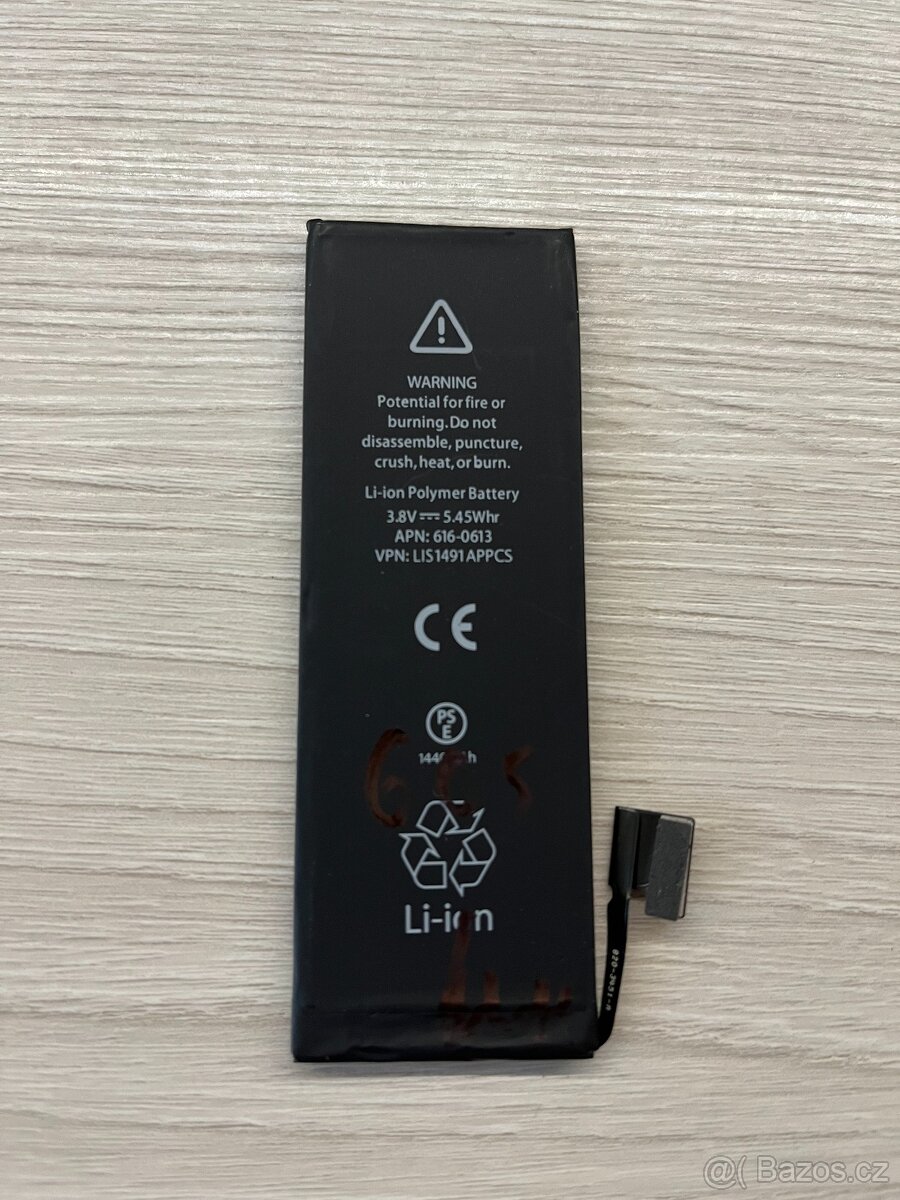 WARNING
Potential for fire or
burning.Do not
disassemble, puncture,
crush, heat, or burn.
Li-ion Polymer Battery
3.8V 5.45Whr
APN: 616-0613
VPN: LIS1491APPCS
CE
PS
E
Li-ion
@( Bazos.cz